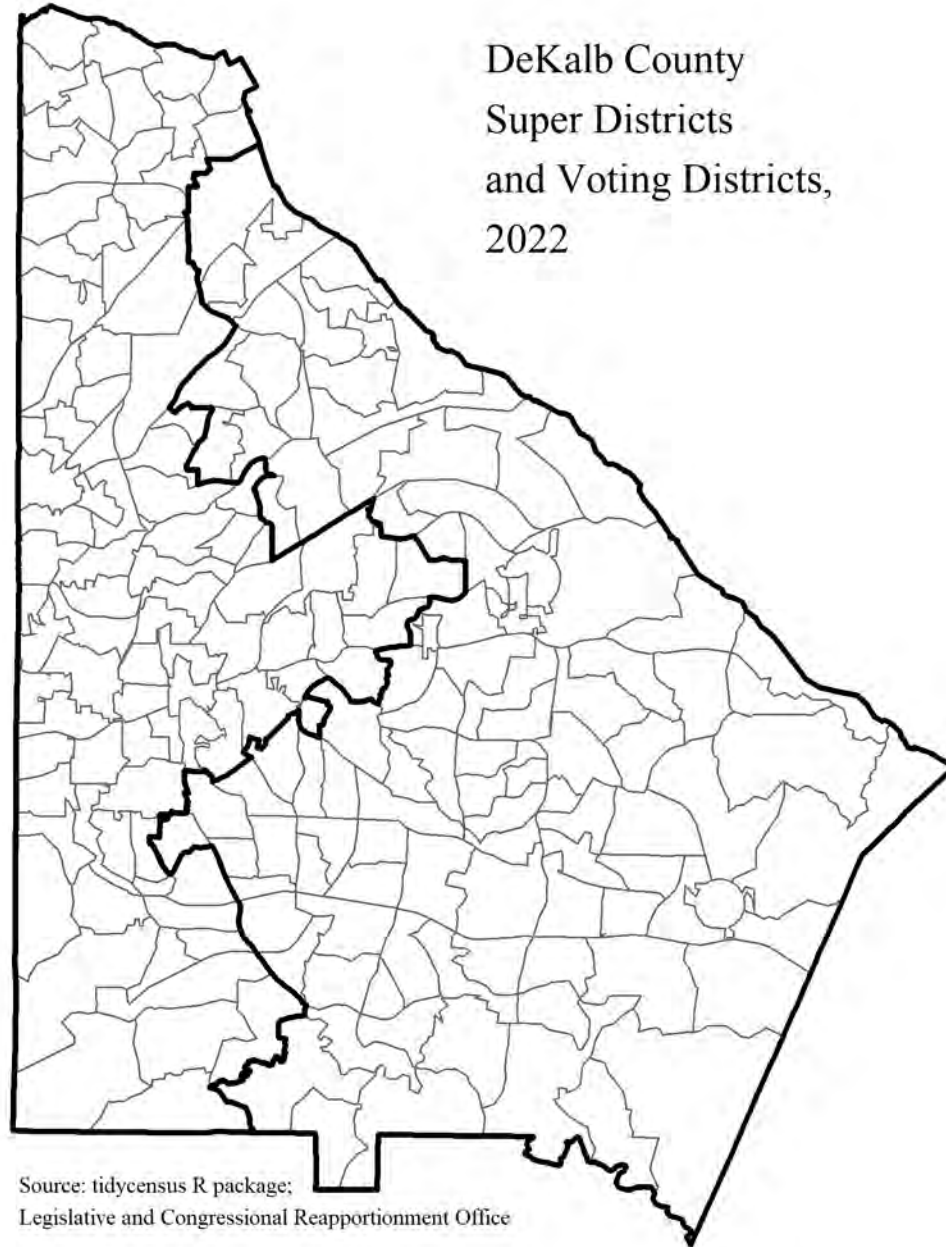 DeKalb County
Super Districts
and Voting Districts,
2022
Source: tidycensus R package;
Legislative and Congressional Reapportionment Office